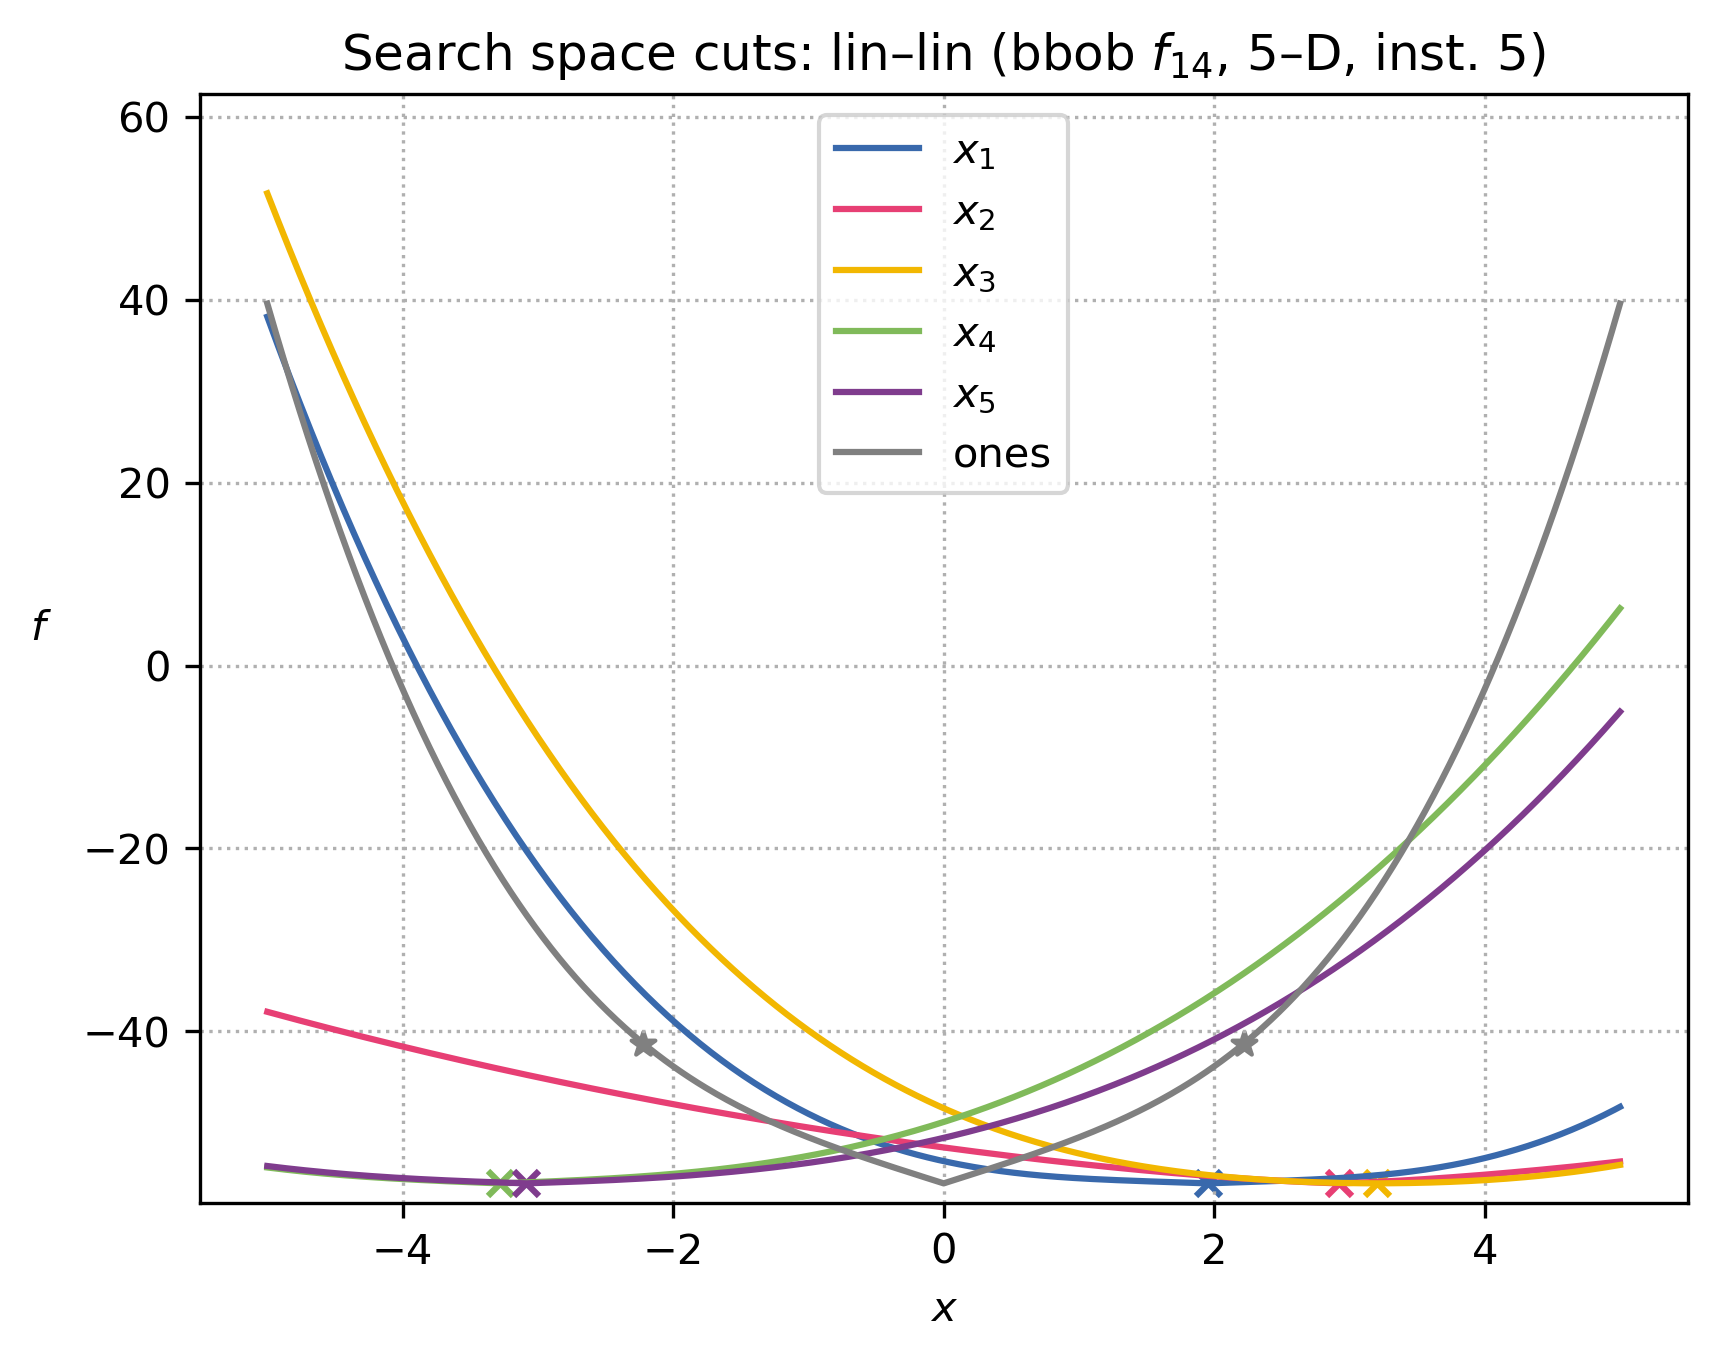 Search space cuts: lin–lin (bbob f₁₄, 5–D, inst. 5)
60
40
20
0
−20
−40
f
x₁
x₂
x₃
x₄
x₅
ones
−4 −2 0 2 4
x